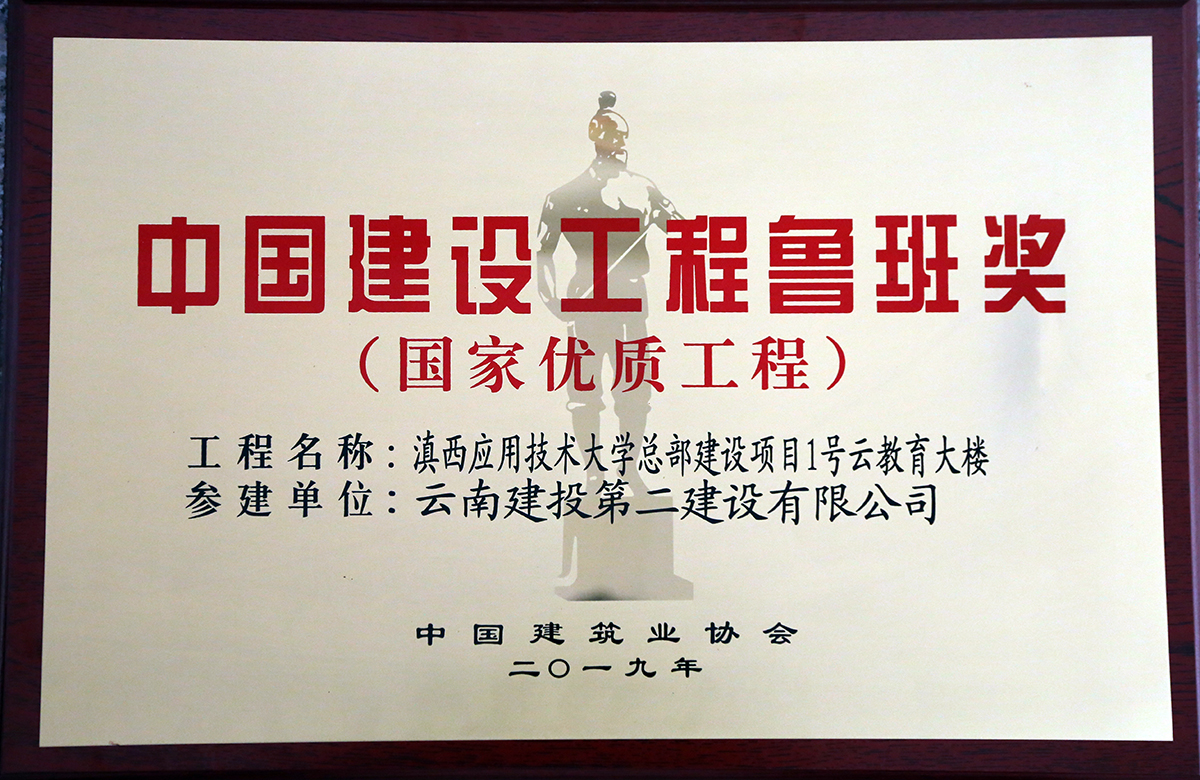 中国建设工程鲁班奖
（国家优质工程）
工程名称：滇西应用技术大学总部建设项目1号云教育大楼
参建单位：云南建投第二建设有限公司
中国建筑业协会
二〇一九年